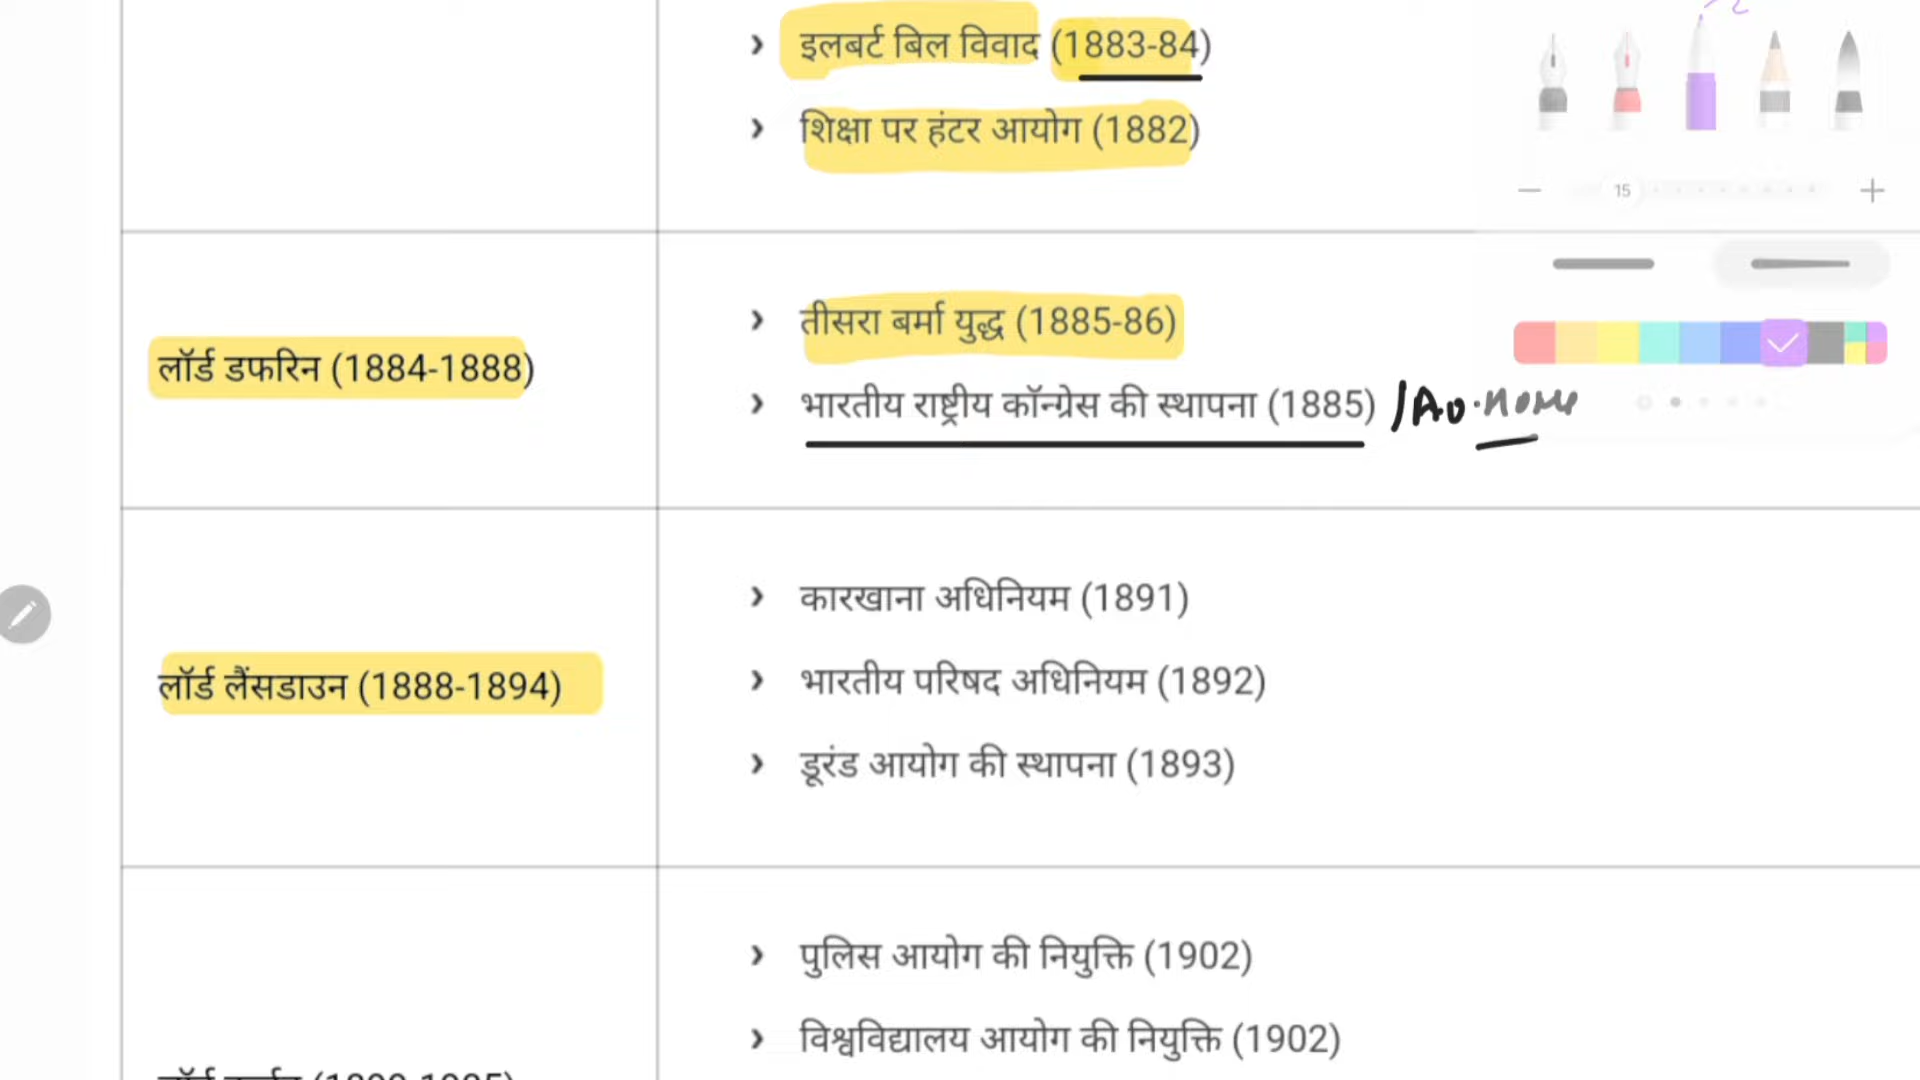 इलबर्ट बिल विवाद (1883-84)
शिक्षा पर हंटर आयोग (1882)
15
लॉर्ड डफरिन (1884-1888)
तीसरा बर्मा युद्ध (1885-86)
भारतीय राष्ट्रीय कॉन्ग्रेस की स्थापना (1885)
लॉर्ड लैंसडाउन (1888-1894)
कारखाना अधिनियम (1891)
भारतीय परिषद अधिनियम (1892)
डूरंड आयोग की स्थापना (1893)
पुलिस आयोग की नियुक्ति (1902)
विश्वविद्यालय आयोग की नियुक्ति (1902)